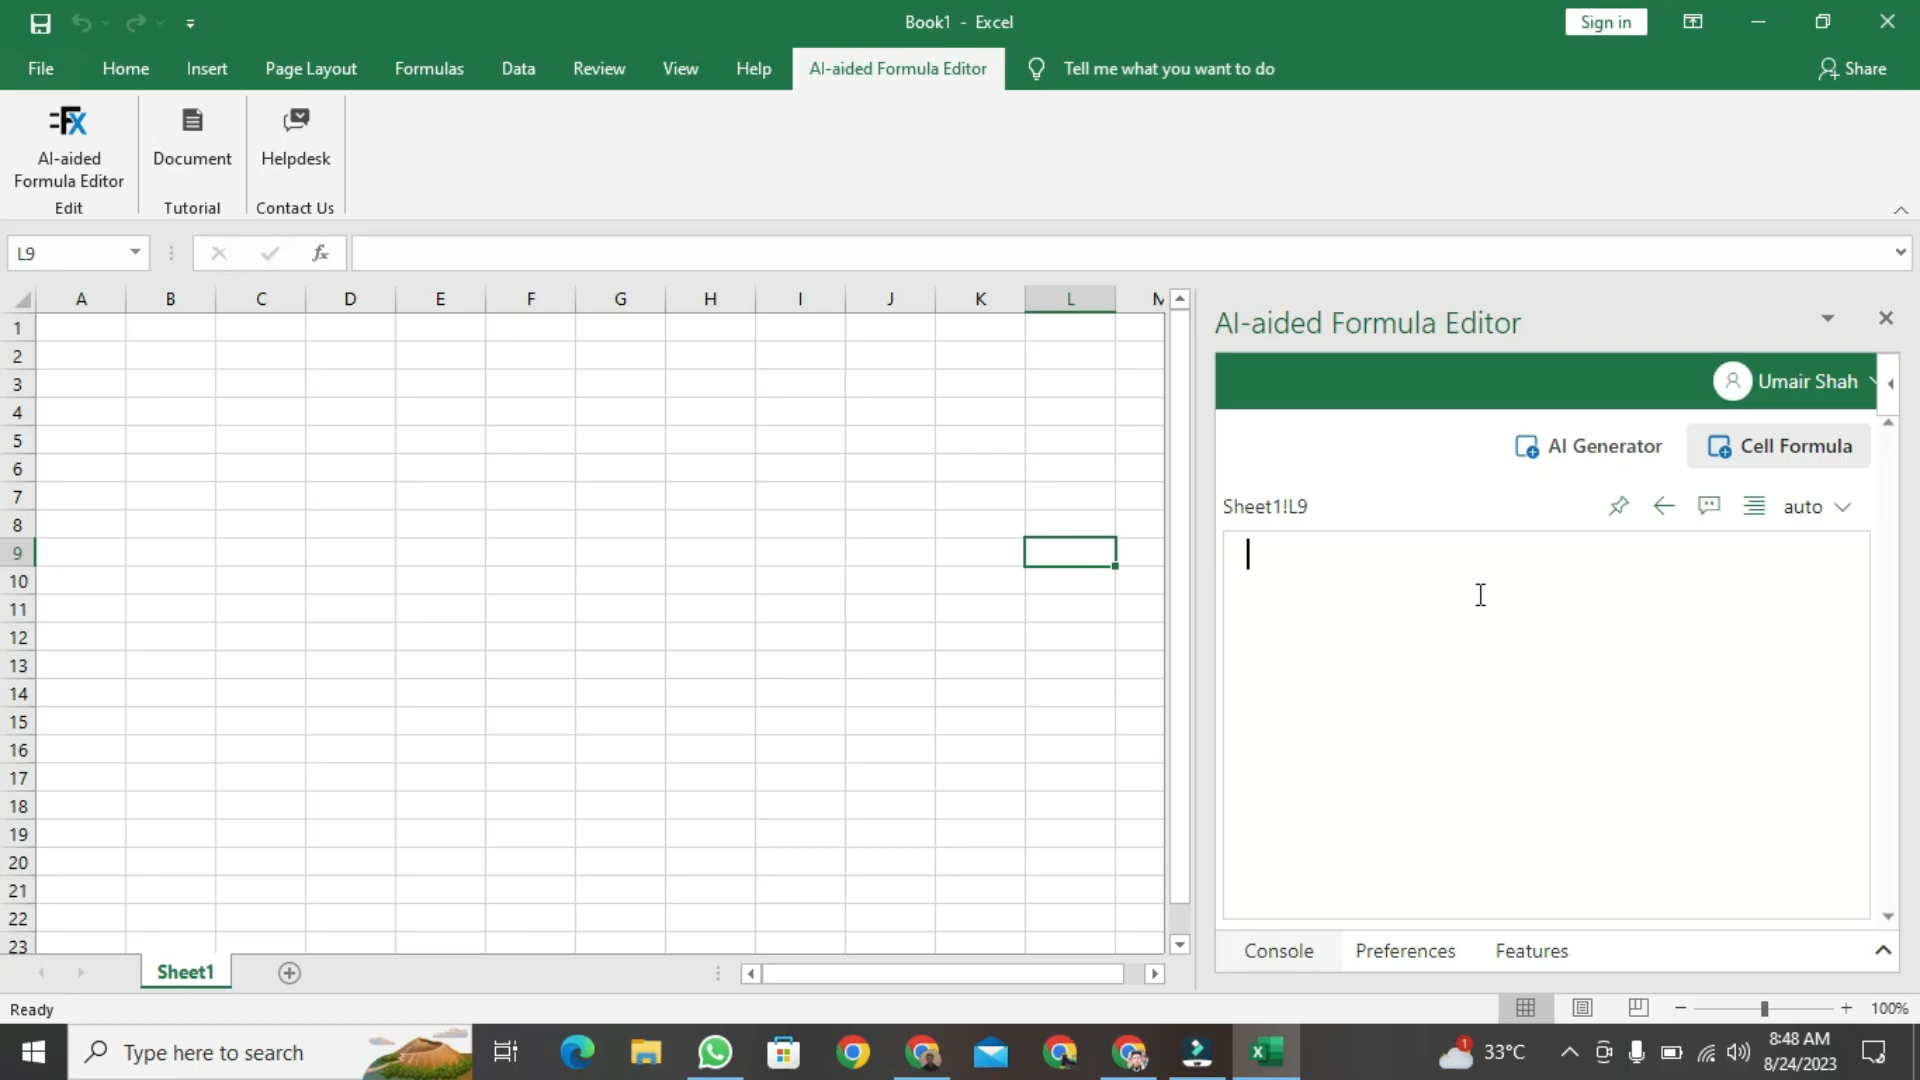 Book1 - Excel
Sign in
File Home Insert Page Layout Formulas Data Review View Help AI-aided Formula Editor Tell me what you want to do Share
=Fx
AI-aided Formula Editor
Edit
Document
Tutorial
Helpdesk
Contact Us
L9
fx
A B C D E F G H I J K L M
1
2
3
4
5
6
7
8
9
10
11
12
13
14
15
16
17
18
19
20
21
22
23
AI-aided Formula Editor
Umair Shah
AI Generator Cell Formula
Sheet1!L9
auto
Console Preferences Features
Sheet1
Ready
100%
Type here to search
1
33°C
8:48 AM
8/24/2023